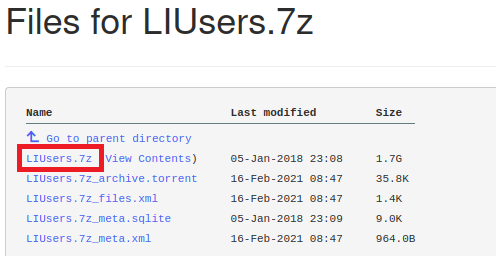 Files for LIUsers.7z
Name Last modified Size
Go to parent directory
LIUsers.7z (View Contents) 05-Jan-2018 23:08 1.7G
LIUsers.7z_archive.torrent 16-Feb-2021 08:47 35.8K
LIUsers.7z_files.xml 16-Feb-2021 08:47 1.4K
LIUsers.7z_meta.sqlite 05-Jan-2018 23:09 9.0K
LIUsers.7z_meta.xml 16-Feb-2021 08:47 964.0B